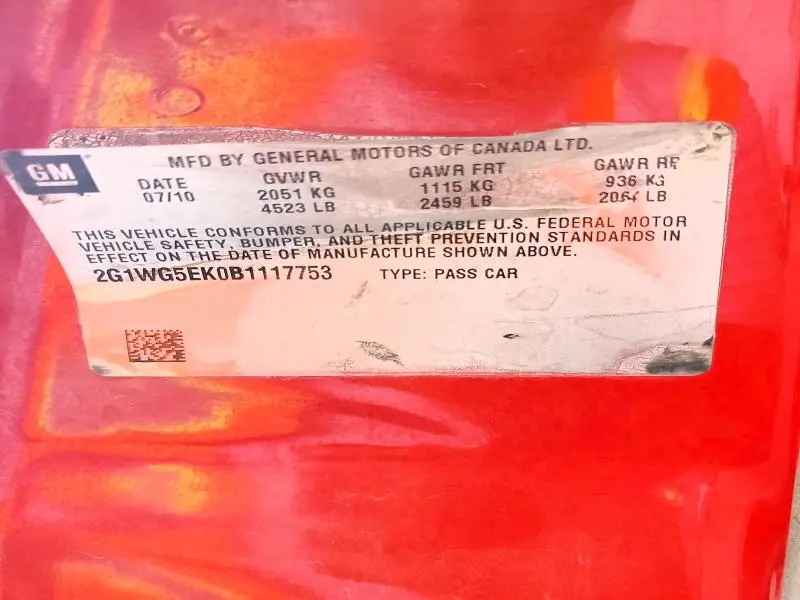 GM
MFD BY GENERAL MOTORS OF CANADA LTD.
DATE GVWR GAWR FRT GAWR RR
07/10 2051 KG 1115 KG 936 KG
4523 LB 2459 LB 2064 LB
THIS VEHICLE CONFORMS TO ALL APPLICABLE U.S. FEDERAL MOTOR
VEHICLE SAFETY, BUMPER, AND THEFT PREVENTION STANDARDS IN
EFFECT ON THE DATE OF MANUFACTURE SHOWN ABOVE.
2G1WG5EK0B1117753 TYPE: PASS CAR